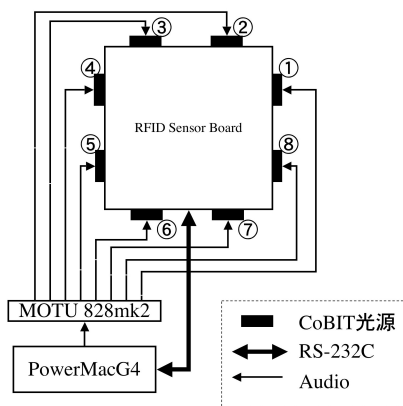 ③ ②
④ ①
RFID Sensor Board
⑤ ⑧
⑥ ⑦
MOTU 828mk2
PowerMacG4
CoBIT光源
RS-232C
Audio